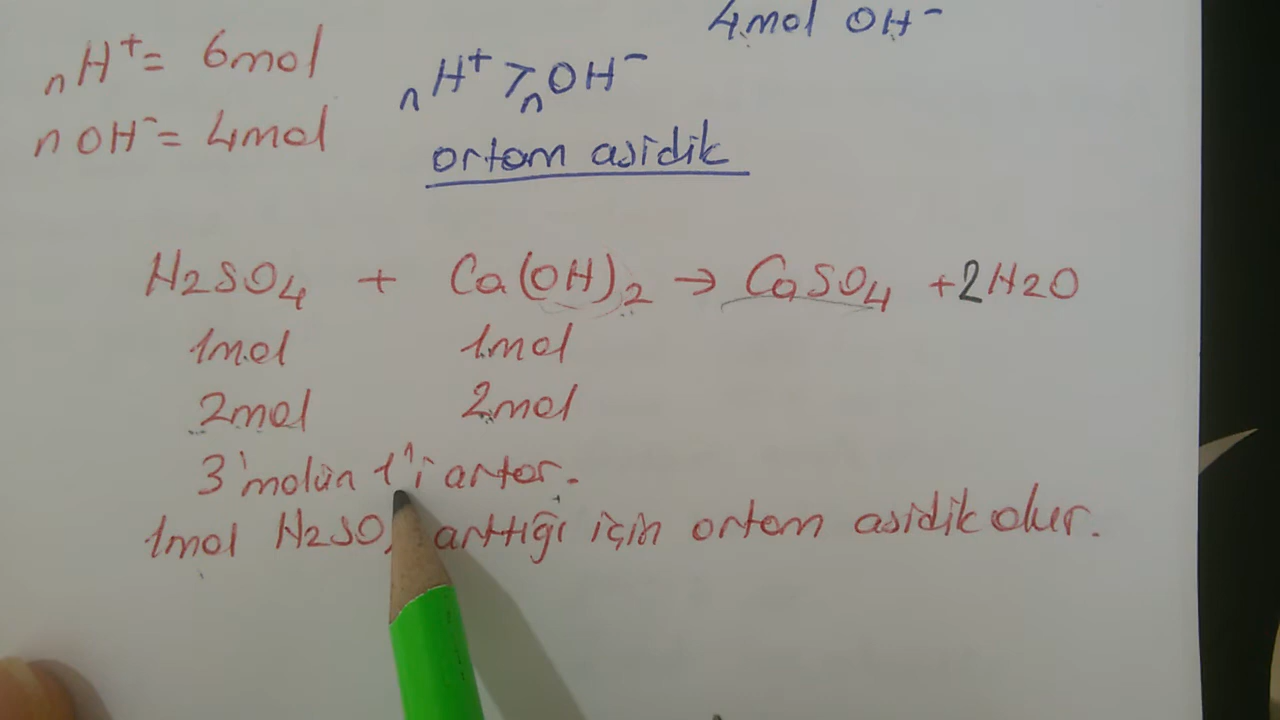 4mol OH⁻
nH⁺= 6mol
nH⁺ > nOH⁻
nOH⁻= 4mol
ortam asidik
H2SO4 + Ca(OH)2 → CaSO4 +2H2O
1mol 1mol
2mol 2mol
3'molün 1'i artar.
1mol H2SO4 arttığı için ortam asidik olur.